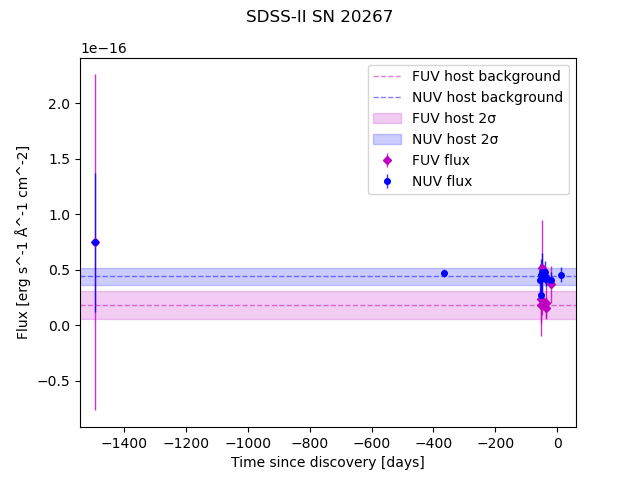 SDSS-II SN 20267
1e−16
FUV host background
NUV host background
FUV host 2σ
NUV host 2σ
FUV flux
NUV flux
2.0
1.5
1.0
0.5
0.0
−0.5
Flux [erg s^-1 Å^-1 cm^-2]
−1400 −1200 −1000 −800 −600 −400 −200 0
Time since discovery [days]